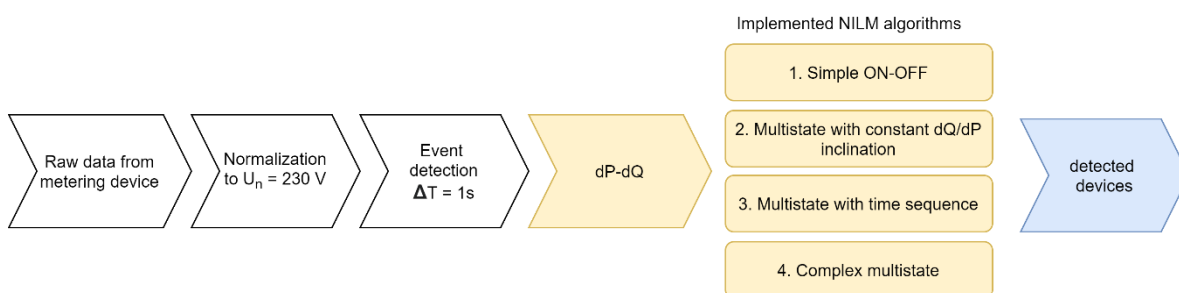 Implemented NILM algorithms
Raw data from
metering device
Normalization
to Uₙ = 230 V
Event
detection
ΔT = 1s
dP-dQ
1. Simple ON-OFF
2. Multistate with constant dQ/dP
inclination
3. Multistate with time sequence
4. Complex multistate
detected
devices